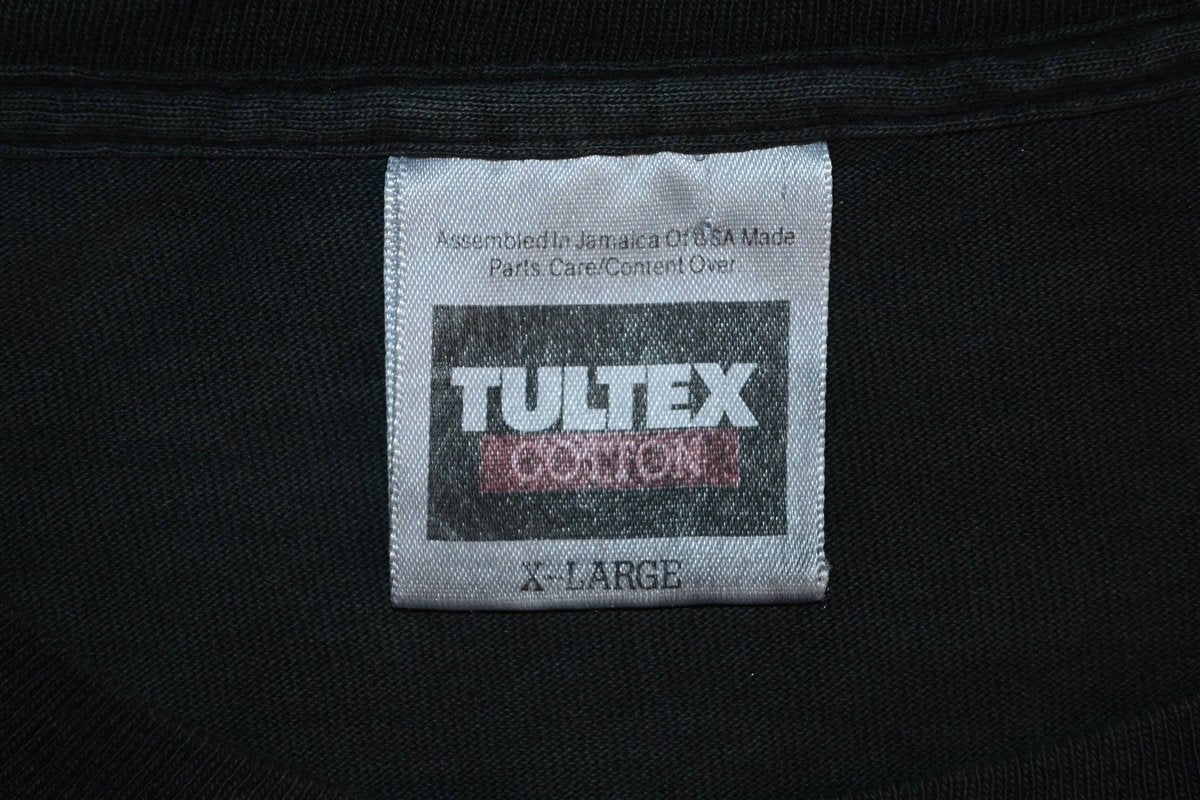 Assembled In Jamaica Of USA Made
Parts. Care/Content Over
TULTEX
COTTON
X-LARGE